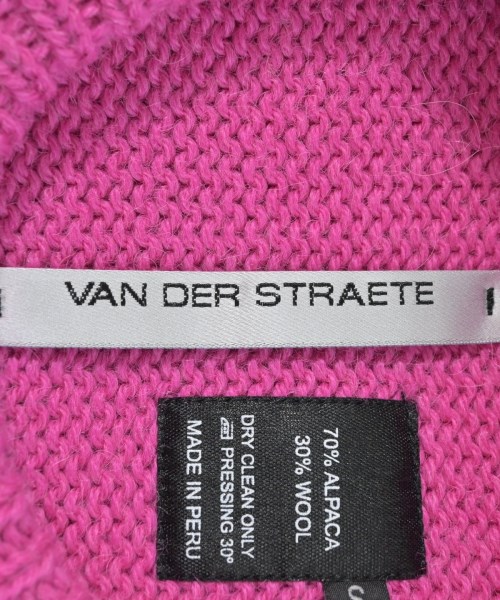 VAN DER STRAETE
70% ALPACA
30% WOOL
DRY CLEAN ONLY
PRESSING 30°
MADE IN PERU